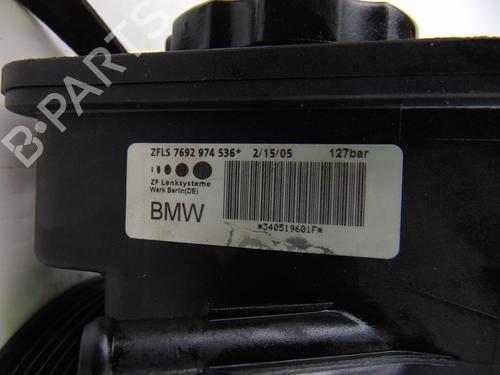 ZFLS 7692 974 536* 2/15/05 127bar
ZF Lenksysteme
Werk Berlin(DE)
BMW
*340519601F*
B-PARTS